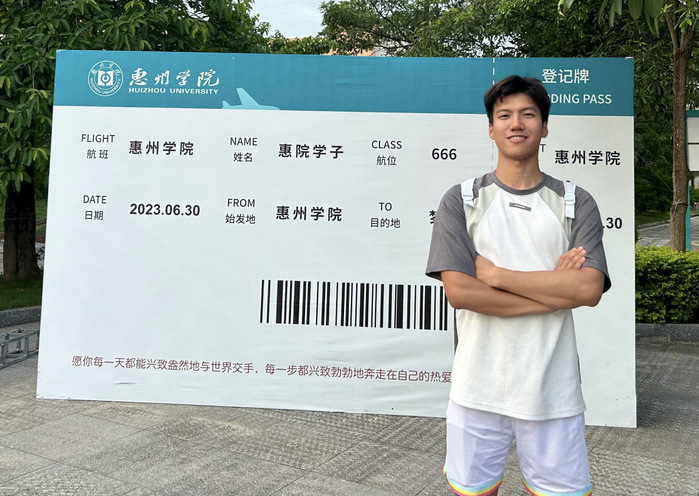 惠州学院
HUIZHOU UNIVERSITY
登记牌
DING PASS
FLIGHT 惠州学院 NAME 惠院学子 CLASS 666 惠州学院
航班 姓名 航位
DATE 2023.06.30 FROM 惠州学院 TO .30
日期 始发地 目的地
愿你每一天都能兴致盎然地与世界交手，每一步都兴致勃勃地奔走在自己的热爱